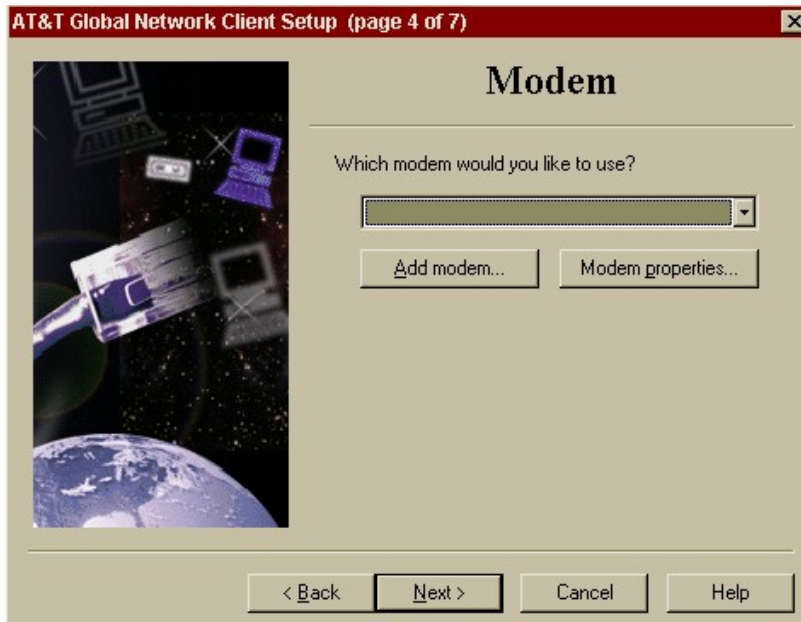 AT&T Global Network Client Setup (page 4 of 7)
Modem
Which modem would you like to use?
Add modem... Modem properties...
< Back Next > Cancel Help